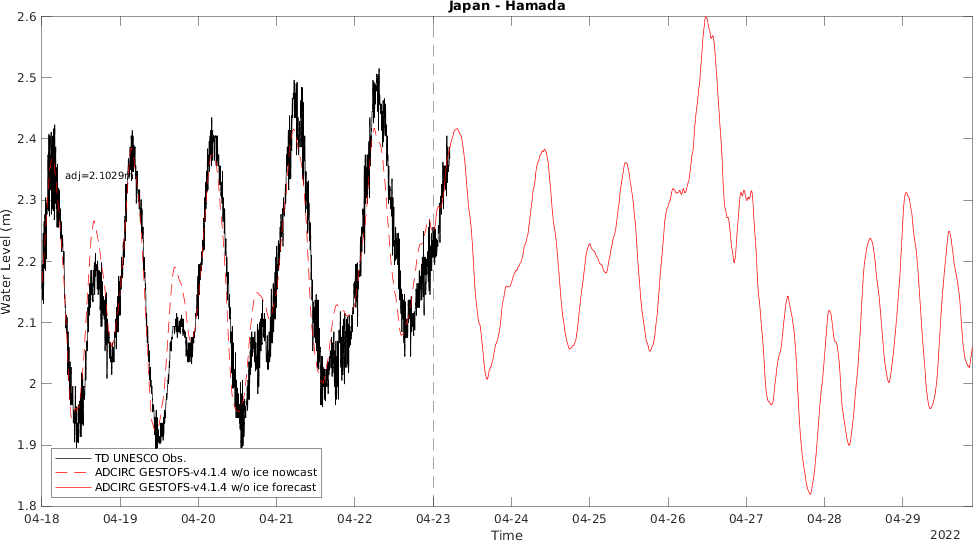 Japan - Hamada
2.6
2.5
2.4
2.3
2.2
2.1
2
1.9
1.8
Water Level (m)
adj=2.1029m
TD UNESCO Obs.
ADCIRC GESTOFS-v4.1.4 w/o ice nowcast
ADCIRC GESTOFS-v4.1.4 w/o ice forecast
04-18 04-19 04-20 04-21 04-22 04-23 04-24 04-25 04-26 04-27 04-28 04-29
Time
2022